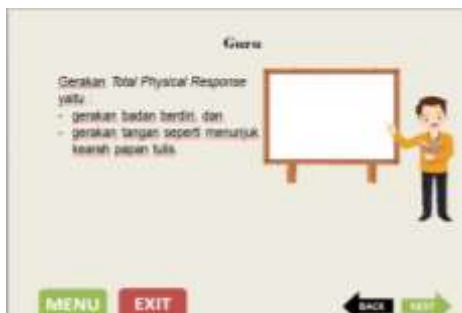 Guru
Gerakan Total Physical Response
yaitu :
- gerakan badan berdiri, dan
- gerakan tangan seperti menunjuk
kearah papan tulis
MENU
EXIT
BACK
NEXT